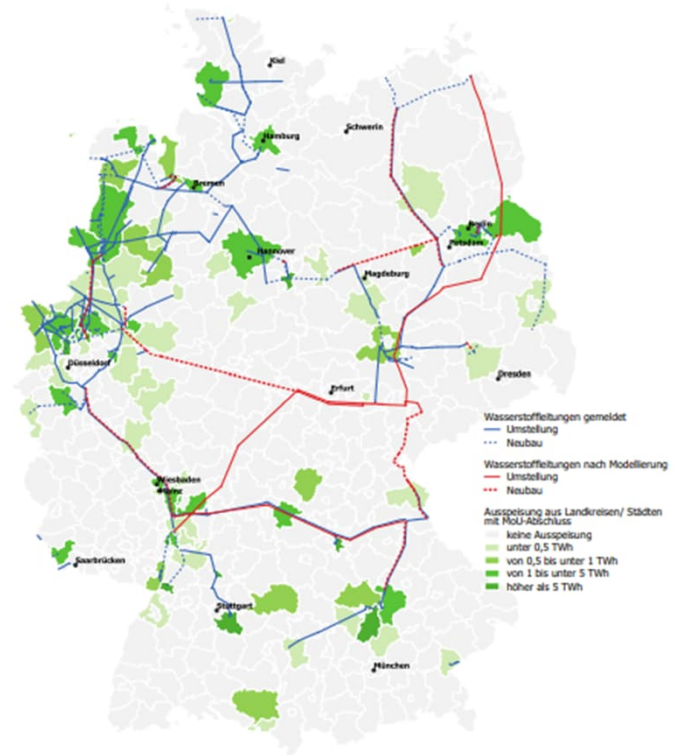 Kiel
Schwerin
Hamburg
Bremen
Berlin
Potsdam
Hannover
Magdeburg
Düsseldorf
Erfurt
Dresden
Wiesbaden
Mainz
Saarbrücken
Stuttgart
München
Wasserstoffleitungen gemeldet
Umstellung
Neubau
Wasserstoffleitungen nach Modellierung
Umstellung
Neubau
Ausspeisung aus Landkreisen/ Städten
mit MoU-Abschluss
keine Ausspeisung
unter 0,5 TWh
von 0,5 bis unter 1 TWh
von 1 bis unter 5 TWh
höher als 5 TWh